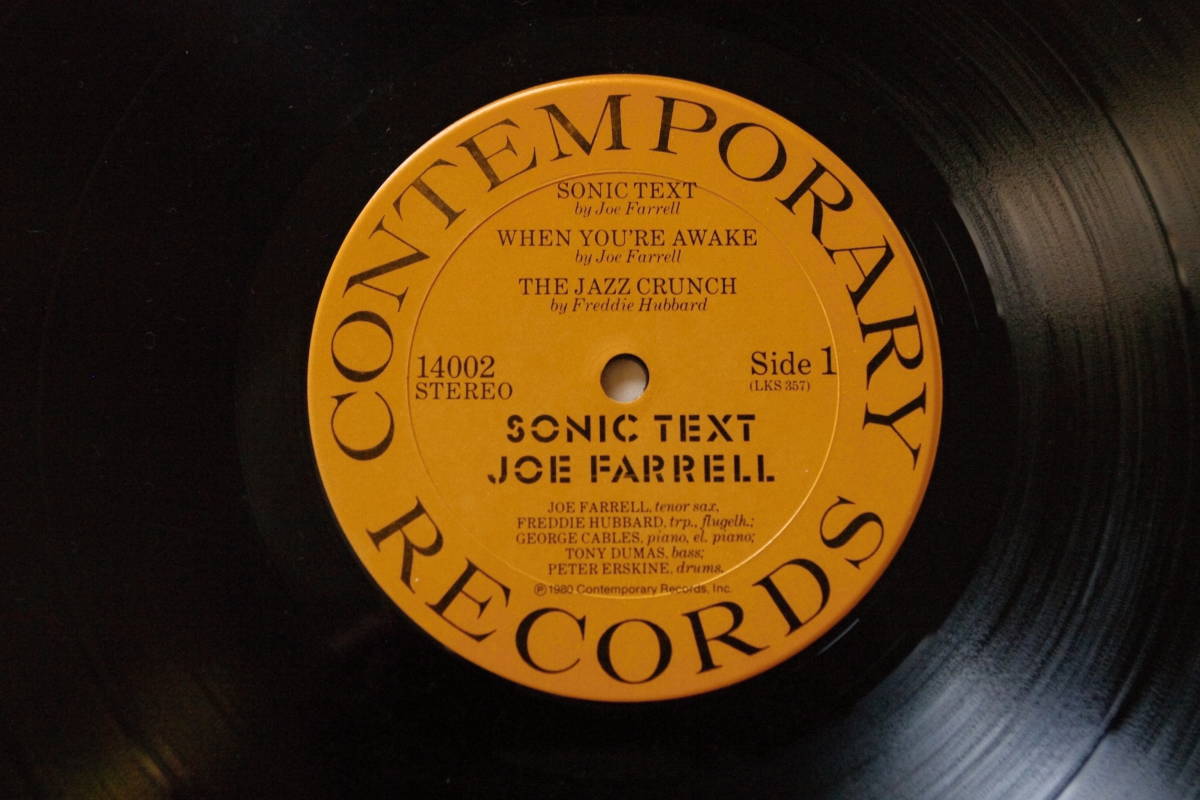 CONTEMPORARY
SONIC TEXT
by Joe Farrell
WHEN YOU'RE AWAKE
by Joe Farrell
THE JAZZ CRUNCH
by Freddie Hubbard
14002
STEREO
Side 1
(LKS 357)
SONIC TEXT
JOE FARRELL
JOE FARRELL, tenor sax,
FREDDIE HUBBARD, trp., flugelh.;
GEORGE CABLES, piano, el. piano;
TONY DUMAS, bass;
PETER ERSKINE, drums.
℗1980 Contemporary Records, Inc.
RECORDS